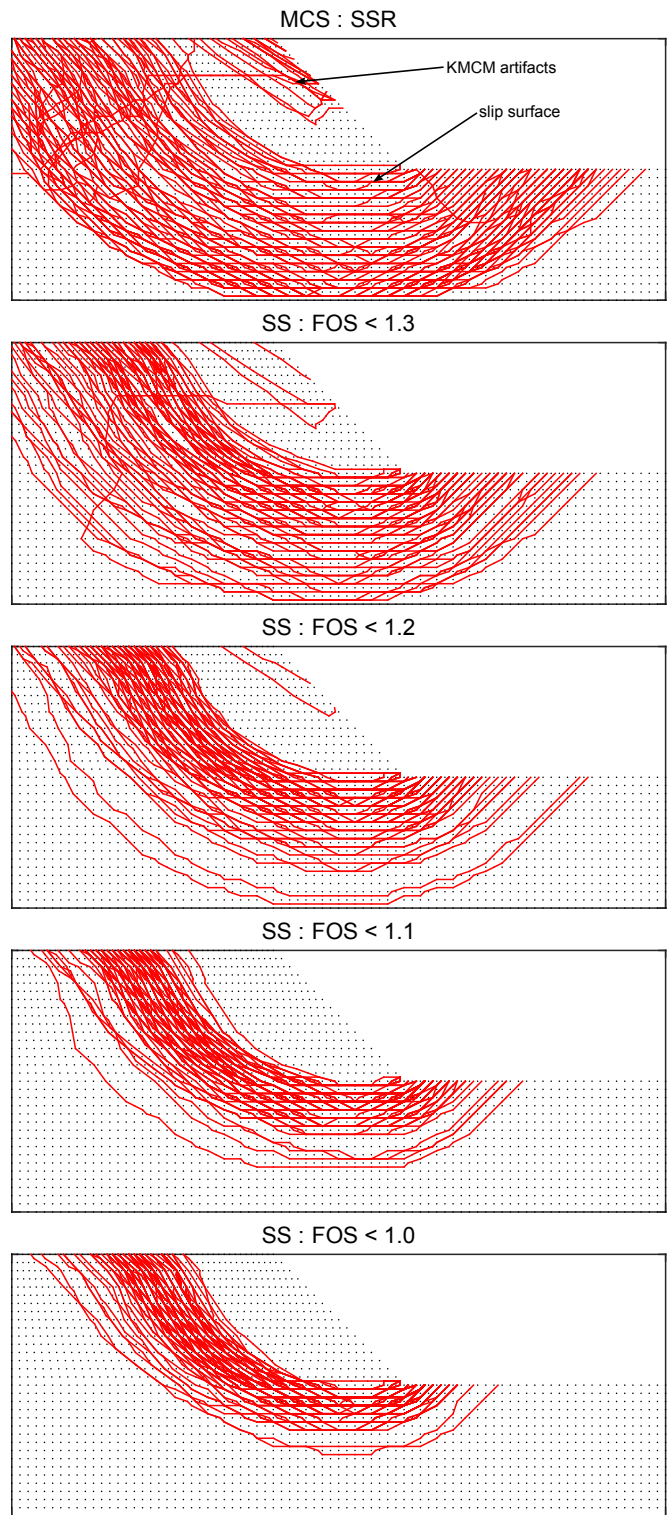 MCS : SSR
KMCM artifacts
slip surface
SS : FOS < 1.3
SS : FOS < 1.2
SS : FOS < 1.1
SS : FOS < 1.0